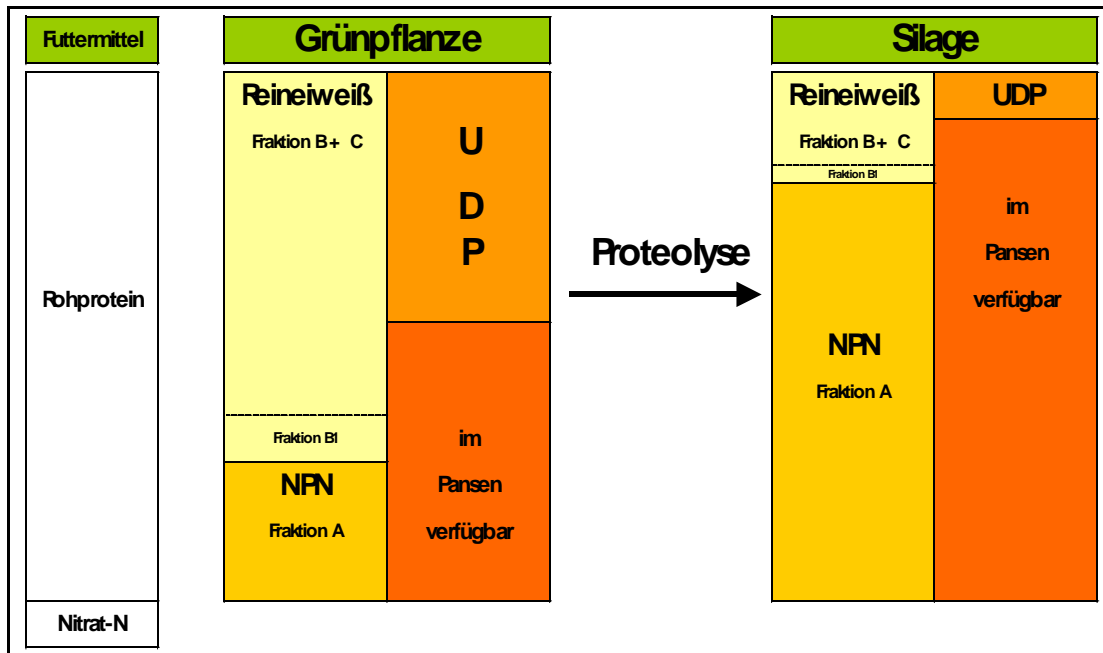 Futtermittel
Grünpflanze
Silage
Rohprotein
Nitrat-N
Reineiweiß
Fraktion B + C
Fraktion B1
NPN
Fraktion A
U
D
P
im
Pansen
verfügbar
Proteolyse
Reineiweiß
Fraktion B + C
Fraktion B1
NPN
Fraktion A
UDP
im
Pansen
verfügbar